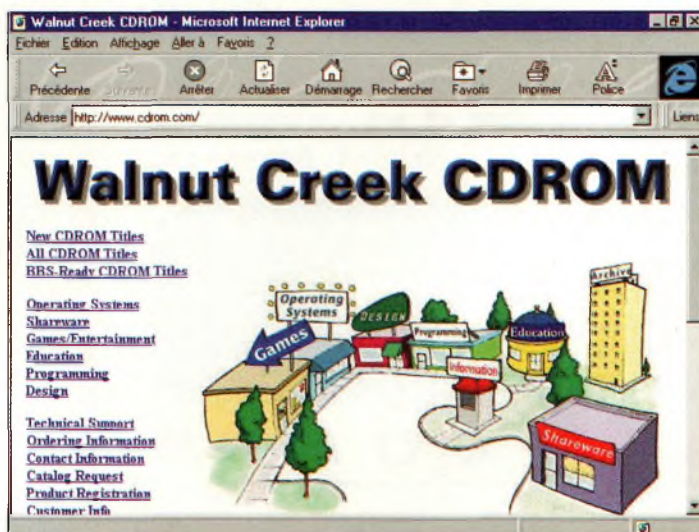 Walnut Creek CDROM - Microsoft Internet Explorer
Fichier Edition Affichage Aller à Favoris ?
Précédente Suivante Arrêter Actualiser Démarrage Rechercher Favoris Imprimer Police
Adresse http://www.cdrom.com/ Liens
Walnut Creek CDROM
New CDROM Titles
All CDROM Titles
BBS-Ready CDROM Titles
Operating Systems
Shareware
Games/Entertainment
Education
Programming
Design
Technical Support
Ordering Information
Contact Information
Catalog Request
Product Registration
Customer Info
Games
Operating
Systems
DESIGN
Programming
Information
Education
Archive
Shareware